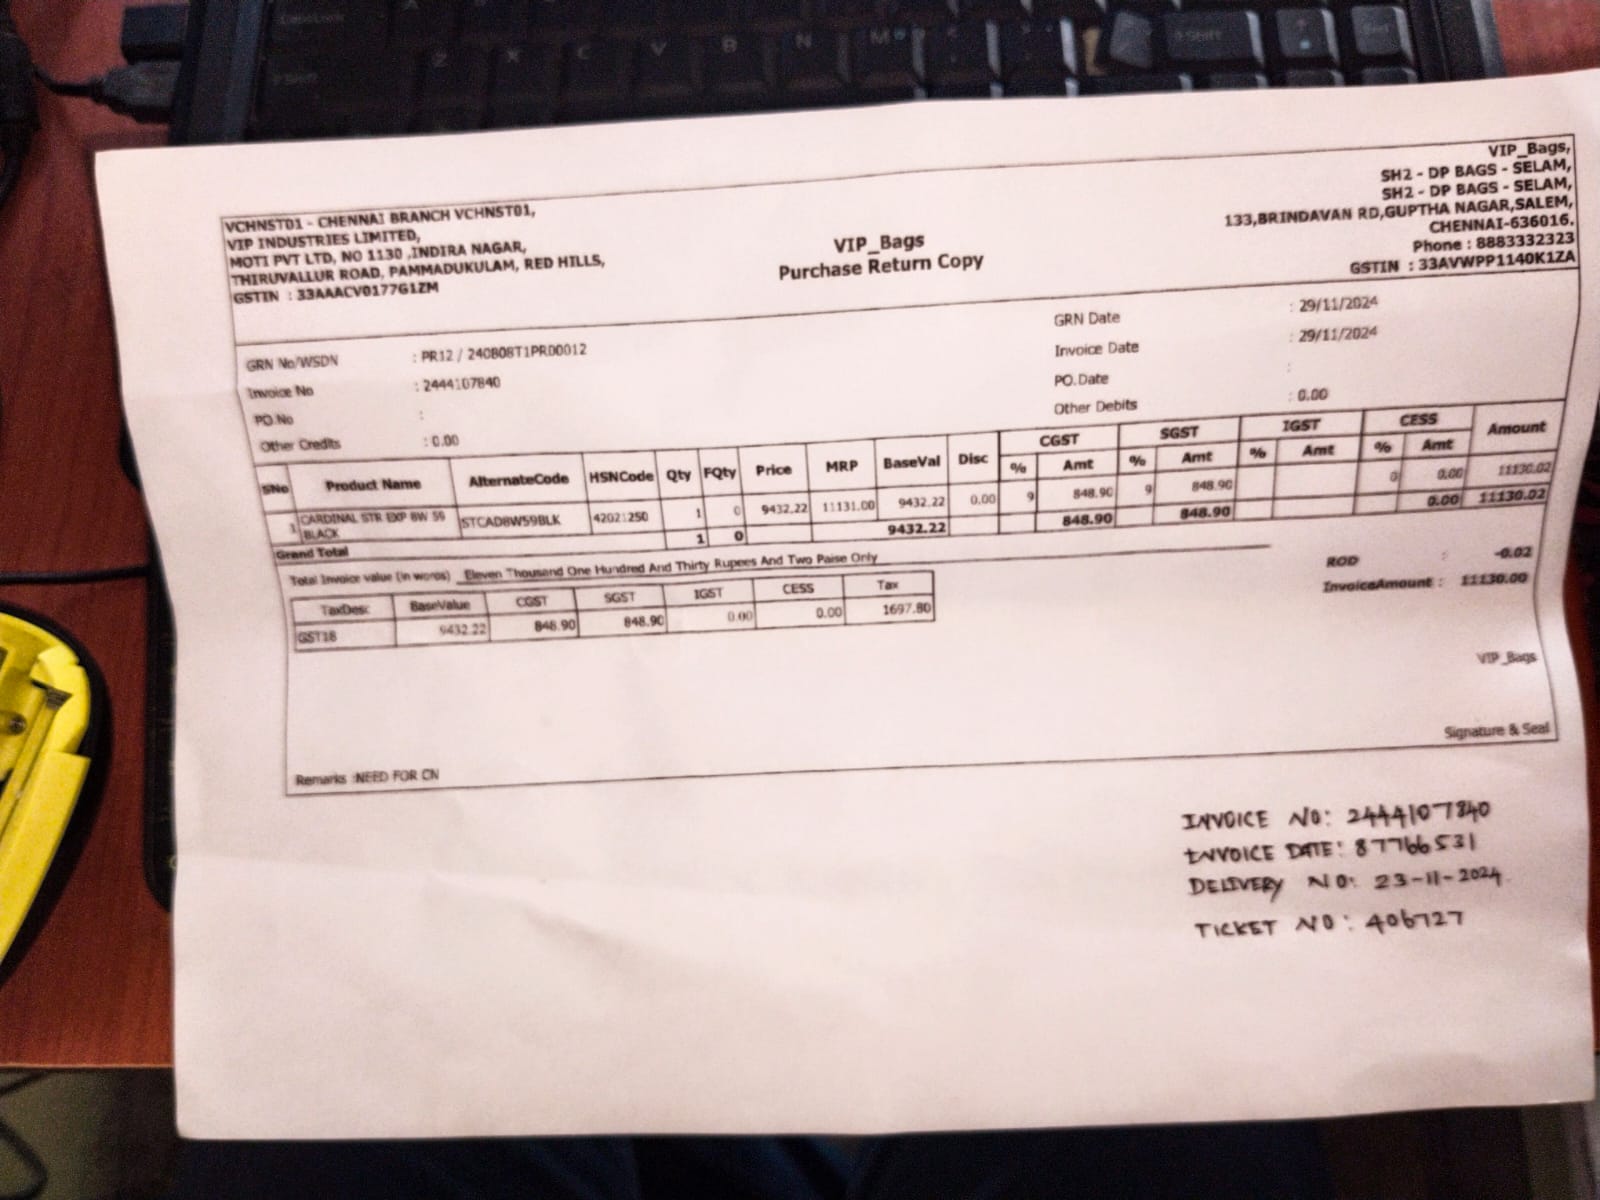 VCHNST01 - CHENNAI BRANCH VCHNST01,
VIP INDUSTRIES LIMITED,
MOTI PVT LTD, NO 1130 ,INDIRA NAGAR,
THIRUVALLUR ROAD, PAMMADUKULAM, RED HILLS,
GSTIN : 33AAACV0177G1ZM
VIP_Bags
Purchase Return Copy
VIP_Bags,
SH2 - DP BAGS - SELAM,
SH2 - DP BAGS - SELAM,
133,BRINDAVAN RD,GUPTHA NAGAR,SALEM,
CHENNAI-636016.
Phone : 8883332323
GSTIN : 33AVWPP1140K1ZA
GRN No/WSDN : PR12 / 240808T1PR00012
Invoice No : 2444107840
PO.No :
Other Credits : 0.00
GRN Date : 29/11/2024
Invoice Date : 29/11/2024
PO.Date :
Other Debits : 0.00
SNo Product Name AlternateCode HSNCode Qty FQty Price MRP BaseVal Disc CGST SGST IGST CESS Amount
% Amt % Amt % Amt % Amt
1 CARDINAL STR EXP 8W 59 BLACK STCAD8W59BLK 42021250 1 0 9432.22 11131.00 9432.22 0.00 9 848.90 9 848.90 0 0.00 11130.02
Grand Total 1 0 9432.22 848.90 848.90 0.00 11130.02
Total Invoice value (in words) Eleven Thousand One Hundred And Thirty Rupees And Two Paise Only
ROD : -0.02
InvoiceAmount : 11130.00
TaxDesc BaseValue CGST SGST IGST CESS Tax
GST18 9432.22 848.90 848.90 0.00 0.00 1697.80
VIP_Bags
Signature & Seal
Remarks :NEED FOR CN
INVOICE NO: 2444107840
INVOICE DATE: 87766531
DELIVERY NO: 23-11-2024
TICKET NO: 406727